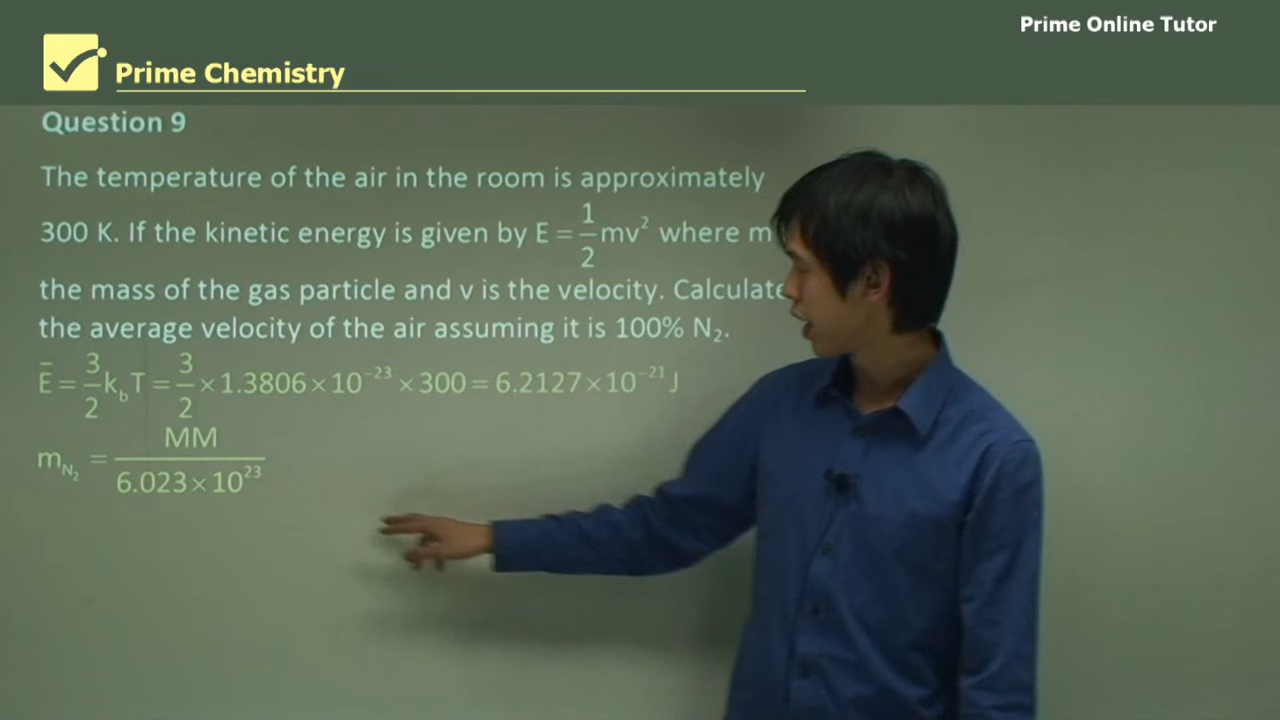 Prime Online Tutor
Prime Chemistry
Question 9
The temperature of the air in the room is approximately
300 K. If the kinetic energy is given by E = 1/2 mv² where m
the mass of the gas particle and v is the velocity. Calculate
the average velocity of the air assuming it is 100% N₂.
Ē = 3/2 k_b T = 3/2 × 1.3806 × 10⁻²³ × 300 = 6.2127 × 10⁻²¹ J
m_N₂ = MM / 6.023 × 10²³